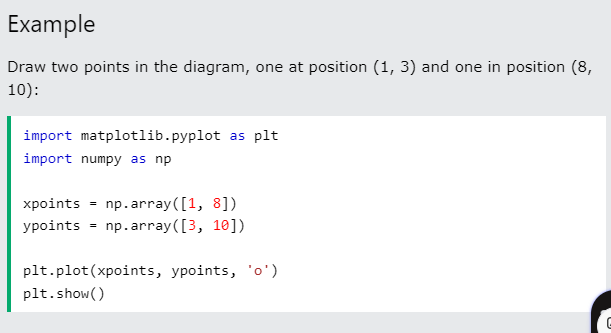 Example
Draw two points in the diagram, one at position (1, 3) and one in position (8,
10):
import matplotlib.pyplot as plt
import numpy as np
xpoints = np.array([1, 8])
ypoints = np.array([3, 10])
plt.plot(xpoints, ypoints, 'o')
plt.show()